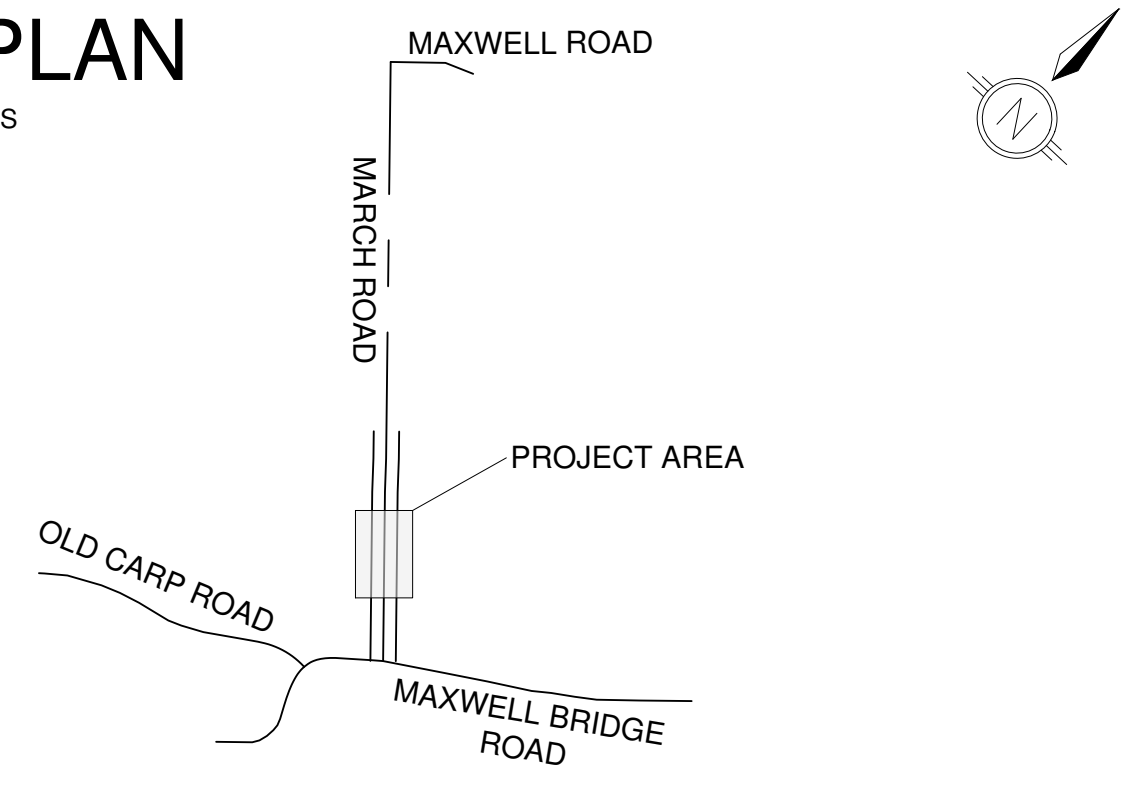 PLAN
S
MAXWELL ROAD
N
MARCH ROAD
PROJECT AREA
OLD CARP ROAD
MAXWELL BRIDGE
ROAD